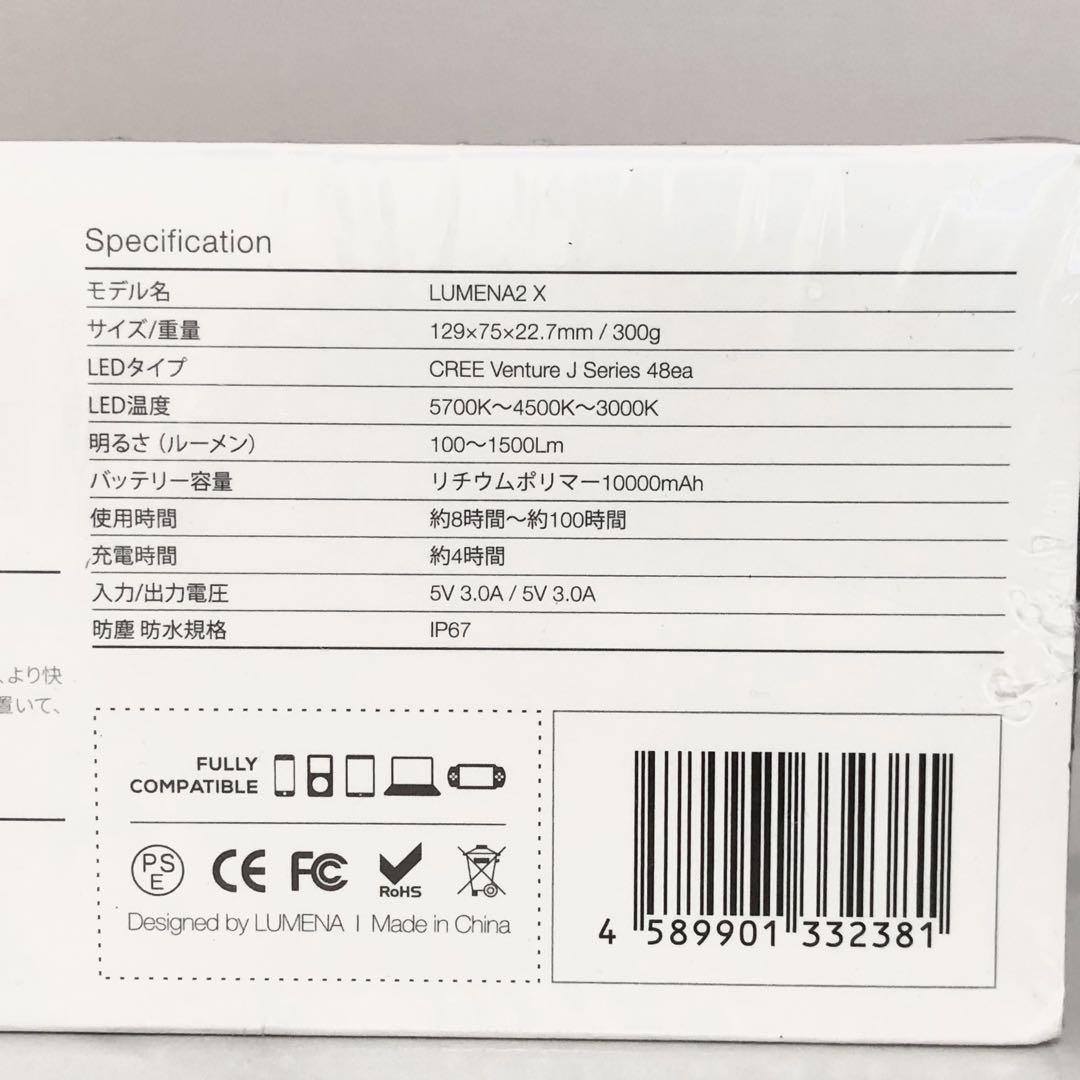 Specification
モデル名 LUMENA2 X
サイズ/重量 129×75×22.7mm / 300g
LEDタイプ CREE Venture J Series 48ea
LED温度 5700K～4500K～3000K
明るさ（ルーメン） 100～1500Lm
バッテリー容量 リチウムポリマー10000mAh
使用時間 約8時間～約100時間
充電時間 約4時間
入力/出力電圧 5V 3.0A / 5V 3.0A
防塵 防水規格 IP67
、より快
置いて、
FULLY
COMPATIBLE
PSE CE FC RoHS
Designed by LUMENA I Made in China
4 589901 332381